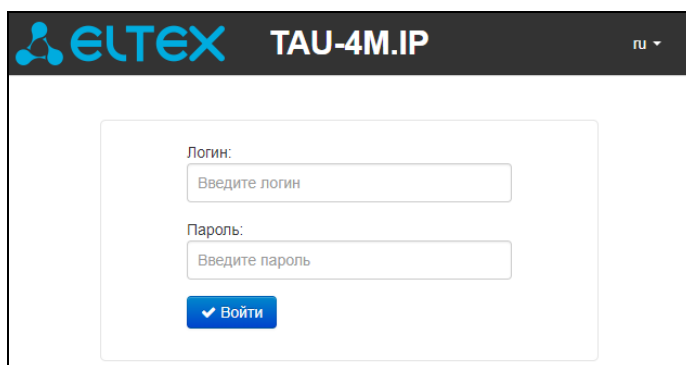 ELTEX TAU-4M.IP ru
Логин:
Введите логин
Пароль:
Введите пароль
Войти